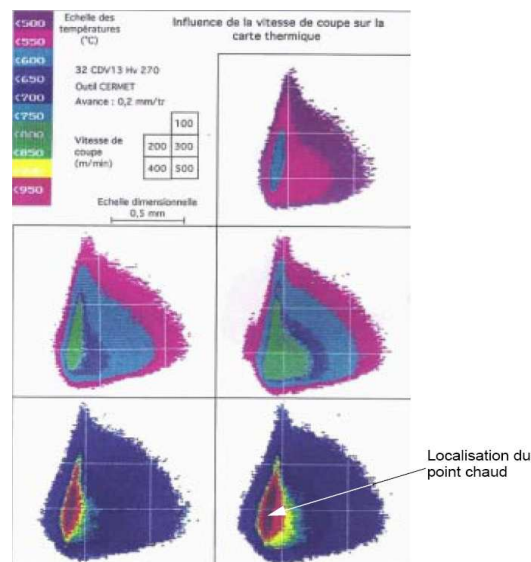 <500
<550
<600
<650
<700
<750
<800
<850
<950
Echelle des
températures
(°C)
Influence de la vitesse de coupe sur la
carte thermique
32 CDV13 Hv 270
Outil CERMET
Avance : 0,2 mm/tr
Vitesse de
coupe
(m/min)
100
200 300
400 500
Echelle dimensionnelle
0,5 mm
Localisation du
point chaud